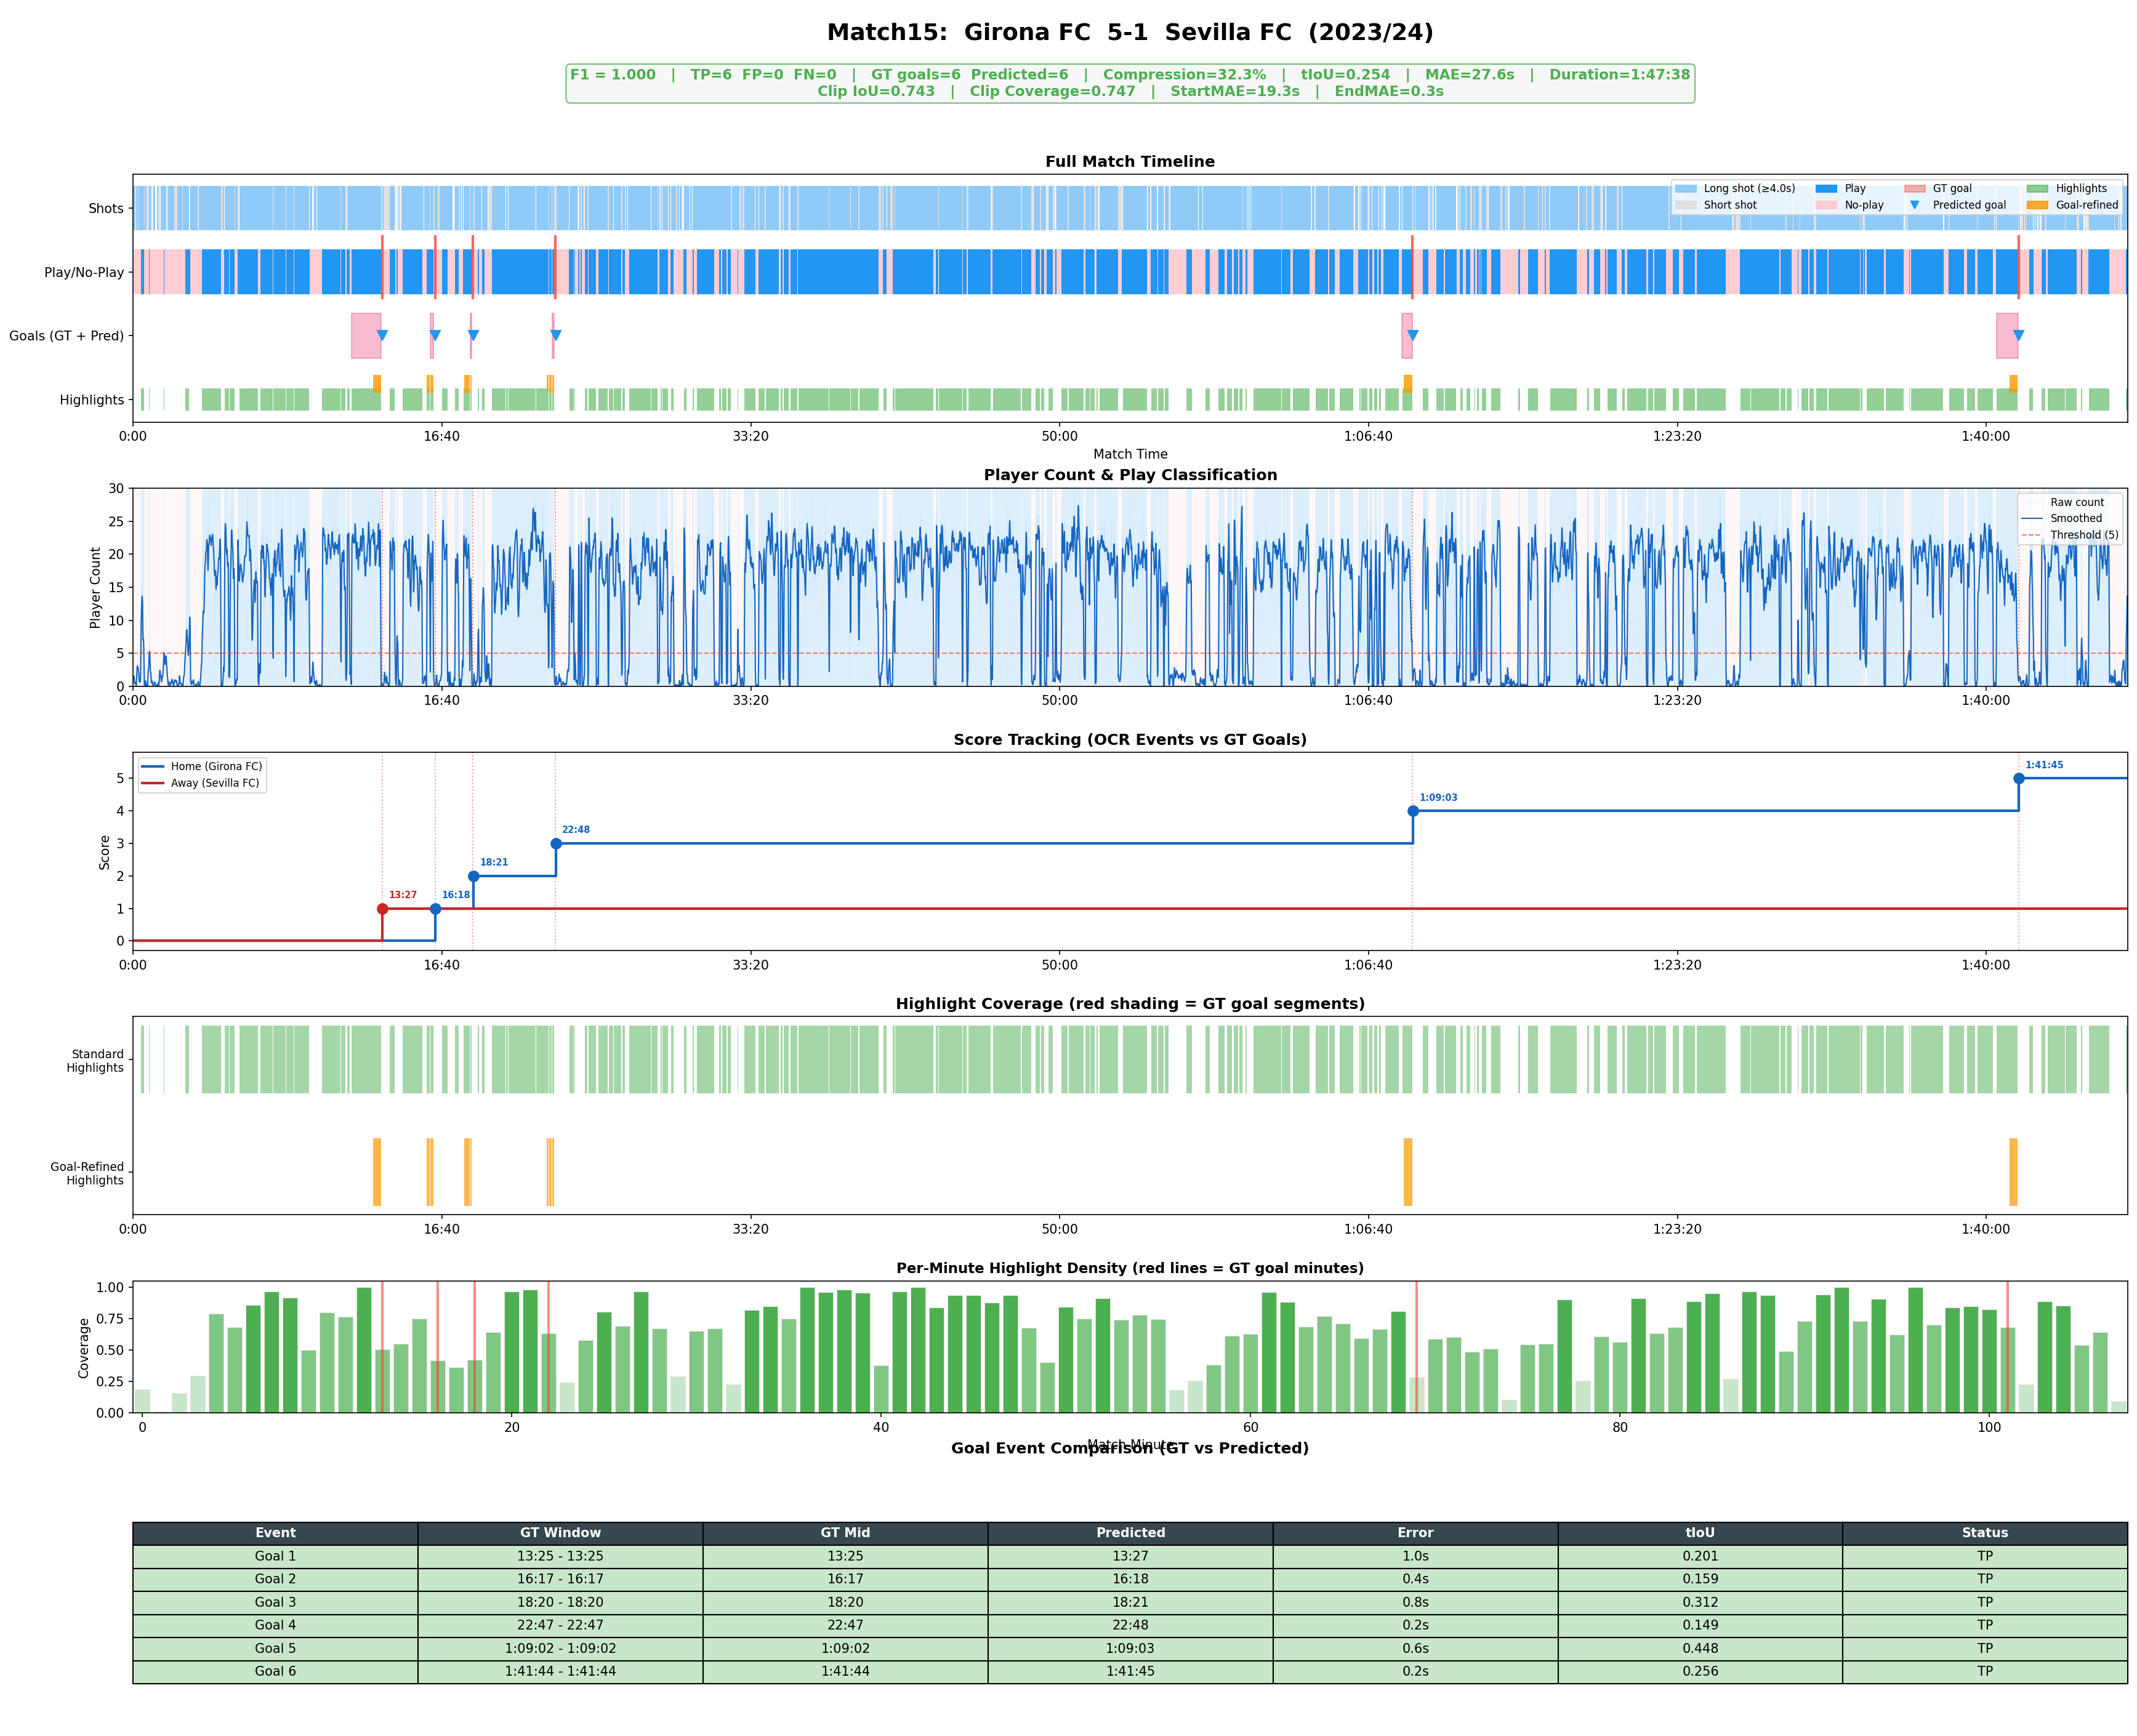 Match15:  Girona FC  5-1  Sevilla FC  (2023/24)
F1 = 1.000   |   TP=6  FP=0  FN=0   |   GT goals=6  Predicted=6   |   Compression=32.3%   |   tIoU=0.254   |   MAE=27.6s   |   Duration=1:47:38
Clip IoU=0.743   |   Clip Coverage=0.747   |   StartMAE=19.3s   |   EndMAE=0.3s
Full Match Timeline
Long shot (≥4.0s)  Play  GT goal  Highlights
Short shot  No-play  Predicted goal  Goal-refined
Shots
Play/No-Play
Goals (GT + Pred)
Highlights
0:00  16:40  33:20  50:00  1:06:40  1:23:20  1:40:00
Match Time
Player Count & Play Classification
Raw count
Smoothed
Threshold (5)
Player Count
30
25
20
15
10
5
0
0:00  16:40  33:20  50:00  1:06:40  1:23:20  1:40:00
Score Tracking (OCR Events vs GT Goals)
Home (Girona FC)
Away (Sevilla FC)
Score
5
4
3
2
1
0
13:27
16:18
18:21
22:48
1:09:03
1:41:45
0:00  16:40  33:20  50:00  1:06:40  1:23:20  1:40:00
Highlight Coverage (red shading = GT goal segments)
Standard
Highlights
Goal-Refined
Highlights
0:00  16:40  33:20  50:00  1:06:40  1:23:20  1:40:00
Per-Minute Highlight Density (red lines = GT goal minutes)
Coverage
1.00
0.75
0.50
0.25
0.00
0  20  40  60  80  100
Match Minute
Goal Event Comparison (GT vs Predicted)
Event  GT Window  GT Mid  Predicted  Error  tIoU  Status
Goal 1  13:25 - 13:25  13:25  13:27  1.0s  0.201  TP
Goal 2  16:17 - 16:17  16:17  16:18  0.4s  0.159  TP
Goal 3  18:20 - 18:20  18:20  18:21  0.8s  0.312  TP
Goal 4  22:47 - 22:47  22:47  22:48  0.2s  0.149  TP
Goal 5  1:09:02 - 1:09:02  1:09:02  1:09:03  0.6s  0.448  TP
Goal 6  1:41:44 - 1:41:44  1:41:44  1:41:45  0.2s  0.256  TP